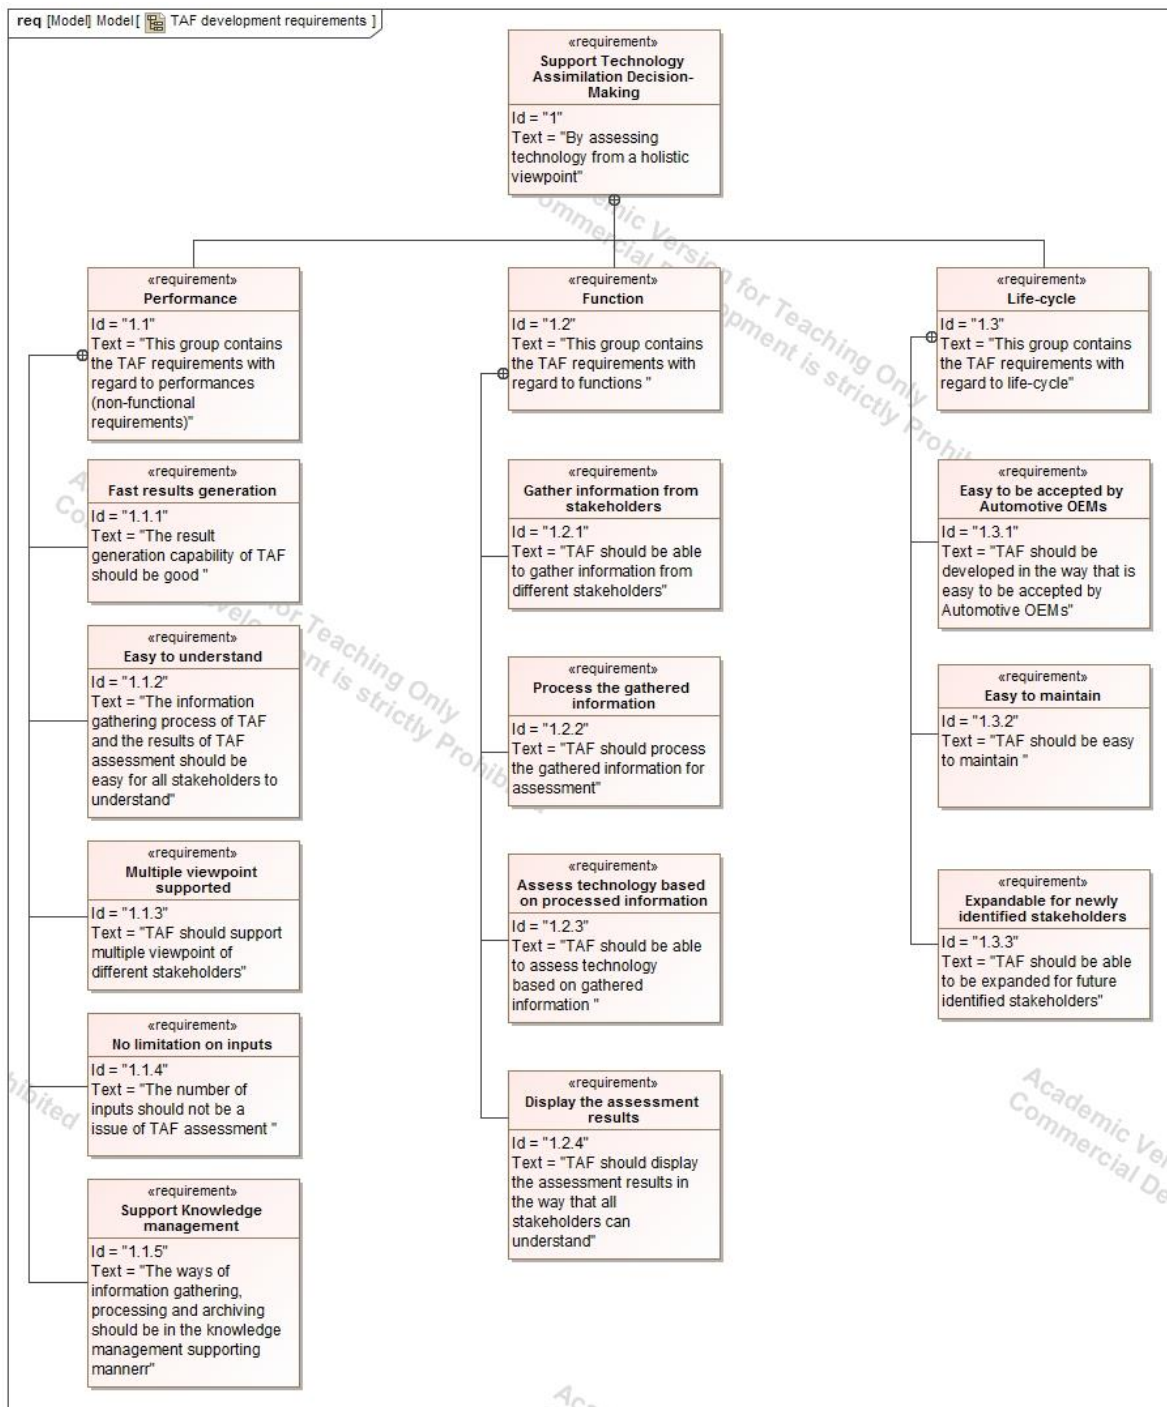 req [Model] Model[ TAF development requirements ]
«requirement»
Support Technology
Assimilation Decision-
Making
Id = "1"
Text = "By assessing
technology from a holistic
viewpoint"
«requirement»
Performance
Id = "1.1"
Text = "This group contains
the TAF requirements with
regard to performances
(non-functional
requirements)"
«requirement»
Fast results generation
Id = "1.1.1"
Text = "The result
generation capability of TAF
should be good "
«requirement»
Easy to understand
Id = "1.1.2"
Text = "The information
gathering process of TAF
and the results of TAF
assessment should be
easy for all stakeholders to
understand"
«requirement»
Multiple viewpoint
supported
Id = "1.1.3"
Text = "TAF should support
multiple viewpoint of
different stakeholders"
«requirement»
No limitation on inputs
Id = "1.1.4"
Text = "The number of
inputs should not be a
issue of TAF assessment "
«requirement»
Support Knowledge
management
Id = "1.1.5"
Text = "The ways of
information gathering,
processing and archiving
should be in the knowledge
management supporting
mannerr"
«requirement»
Function
Id = "1.2"
Text = "This group contains
the TAF requirements with
regard to functions "
«requirement»
Gather information from
stakeholders
Id = "1.2.1"
Text = "TAF should be able
to gather information from
different stakeholders"
«requirement»
Process the gathered
information
Id = "1.2.2"
Text = "TAF should process
the gathered information for
assessment"
«requirement»
Assess technology based
on processed information
Id = "1.2.3"
Text = "TAF should be able
to assess technology
based on gathered
information "
«requirement»
Display the assessment
results
Id = "1.2.4"
Text = "TAF should display
the assessment results in
the way that all
stakeholders can
understand"
«requirement»
Life-cycle
Id = "1.3"
Text = "This group contains
the TAF requirements with
regard to life-cycle"
«requirement»
Easy to be accepted by
Automotive OEMs
Id = "1.3.1"
Text = "TAF should be
developed in the way that is
easy to be accepted by
Automotive OEMs"
«requirement»
Easy to maintain
Id = "1.3.2"
Text = "TAF should be easy
to maintain "
«requirement»
Expandable for newly
identified stakeholders
Id = "1.3.3"
Text = "TAF should be able
to be expanded for future
identified stakeholders"
Version for Teaching Only
is strictly
for Teaching Only
is strictly
Academic
Commercial